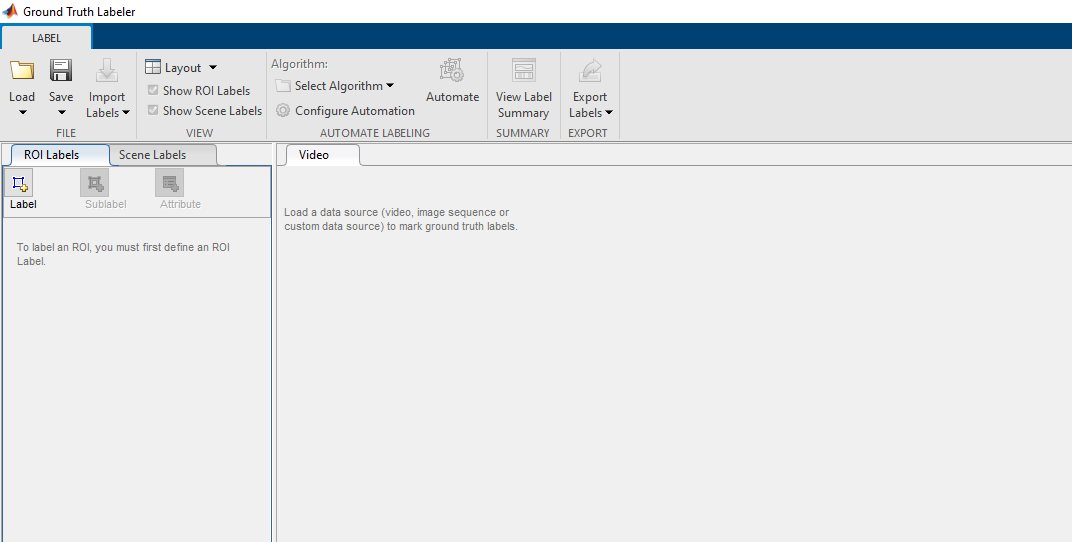 Ground Truth Labeler
LABEL
Load
Save
Import
Labels
FILE
Layout
Show ROI Labels
Show Scene Labels
VIEW
Algorithm:
Select Algorithm
Configure Automation
Automate
AUTOMATE LABELING
View Label
Summary
SUMMARY
Export
Labels
EXPORT
ROI Labels
Scene Labels
Label
Sublabel
Attribute
To label an ROI, you must first define an ROI
Label.
Video
Load a data source (video, image sequence or
custom data source) to mark ground truth labels.